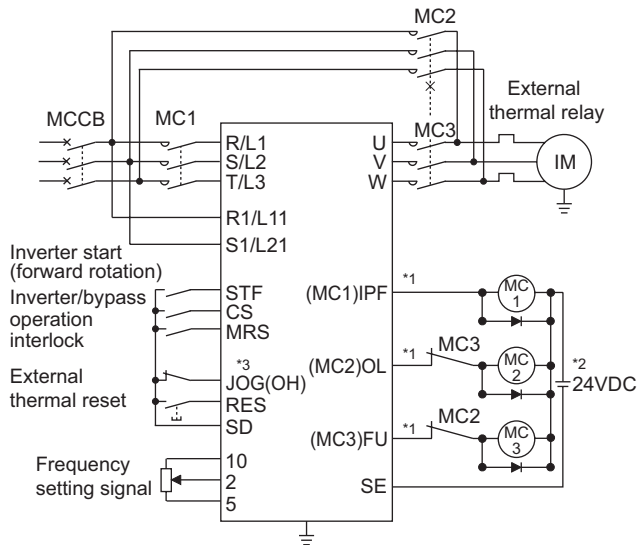 MC2
External
thermal relay
MCCB
MC1
MC3
R/L1
S/L2
T/L3
U
V
W
IM
R1/L11
S1/L21
Inverter start
(forward rotation)
Inverter/bypass
operation
interlock
External
thermal reset
STF
CS
MRS
*3
JOG(OH)
RES
SD
(MC1)IPF
*1
MC
1
(MC2)OL
*1
MC3
MC
2
*2
24VDC
(MC3)FU
*1
MC2
MC
3
SE
Frequency
setting signal
10
2
5